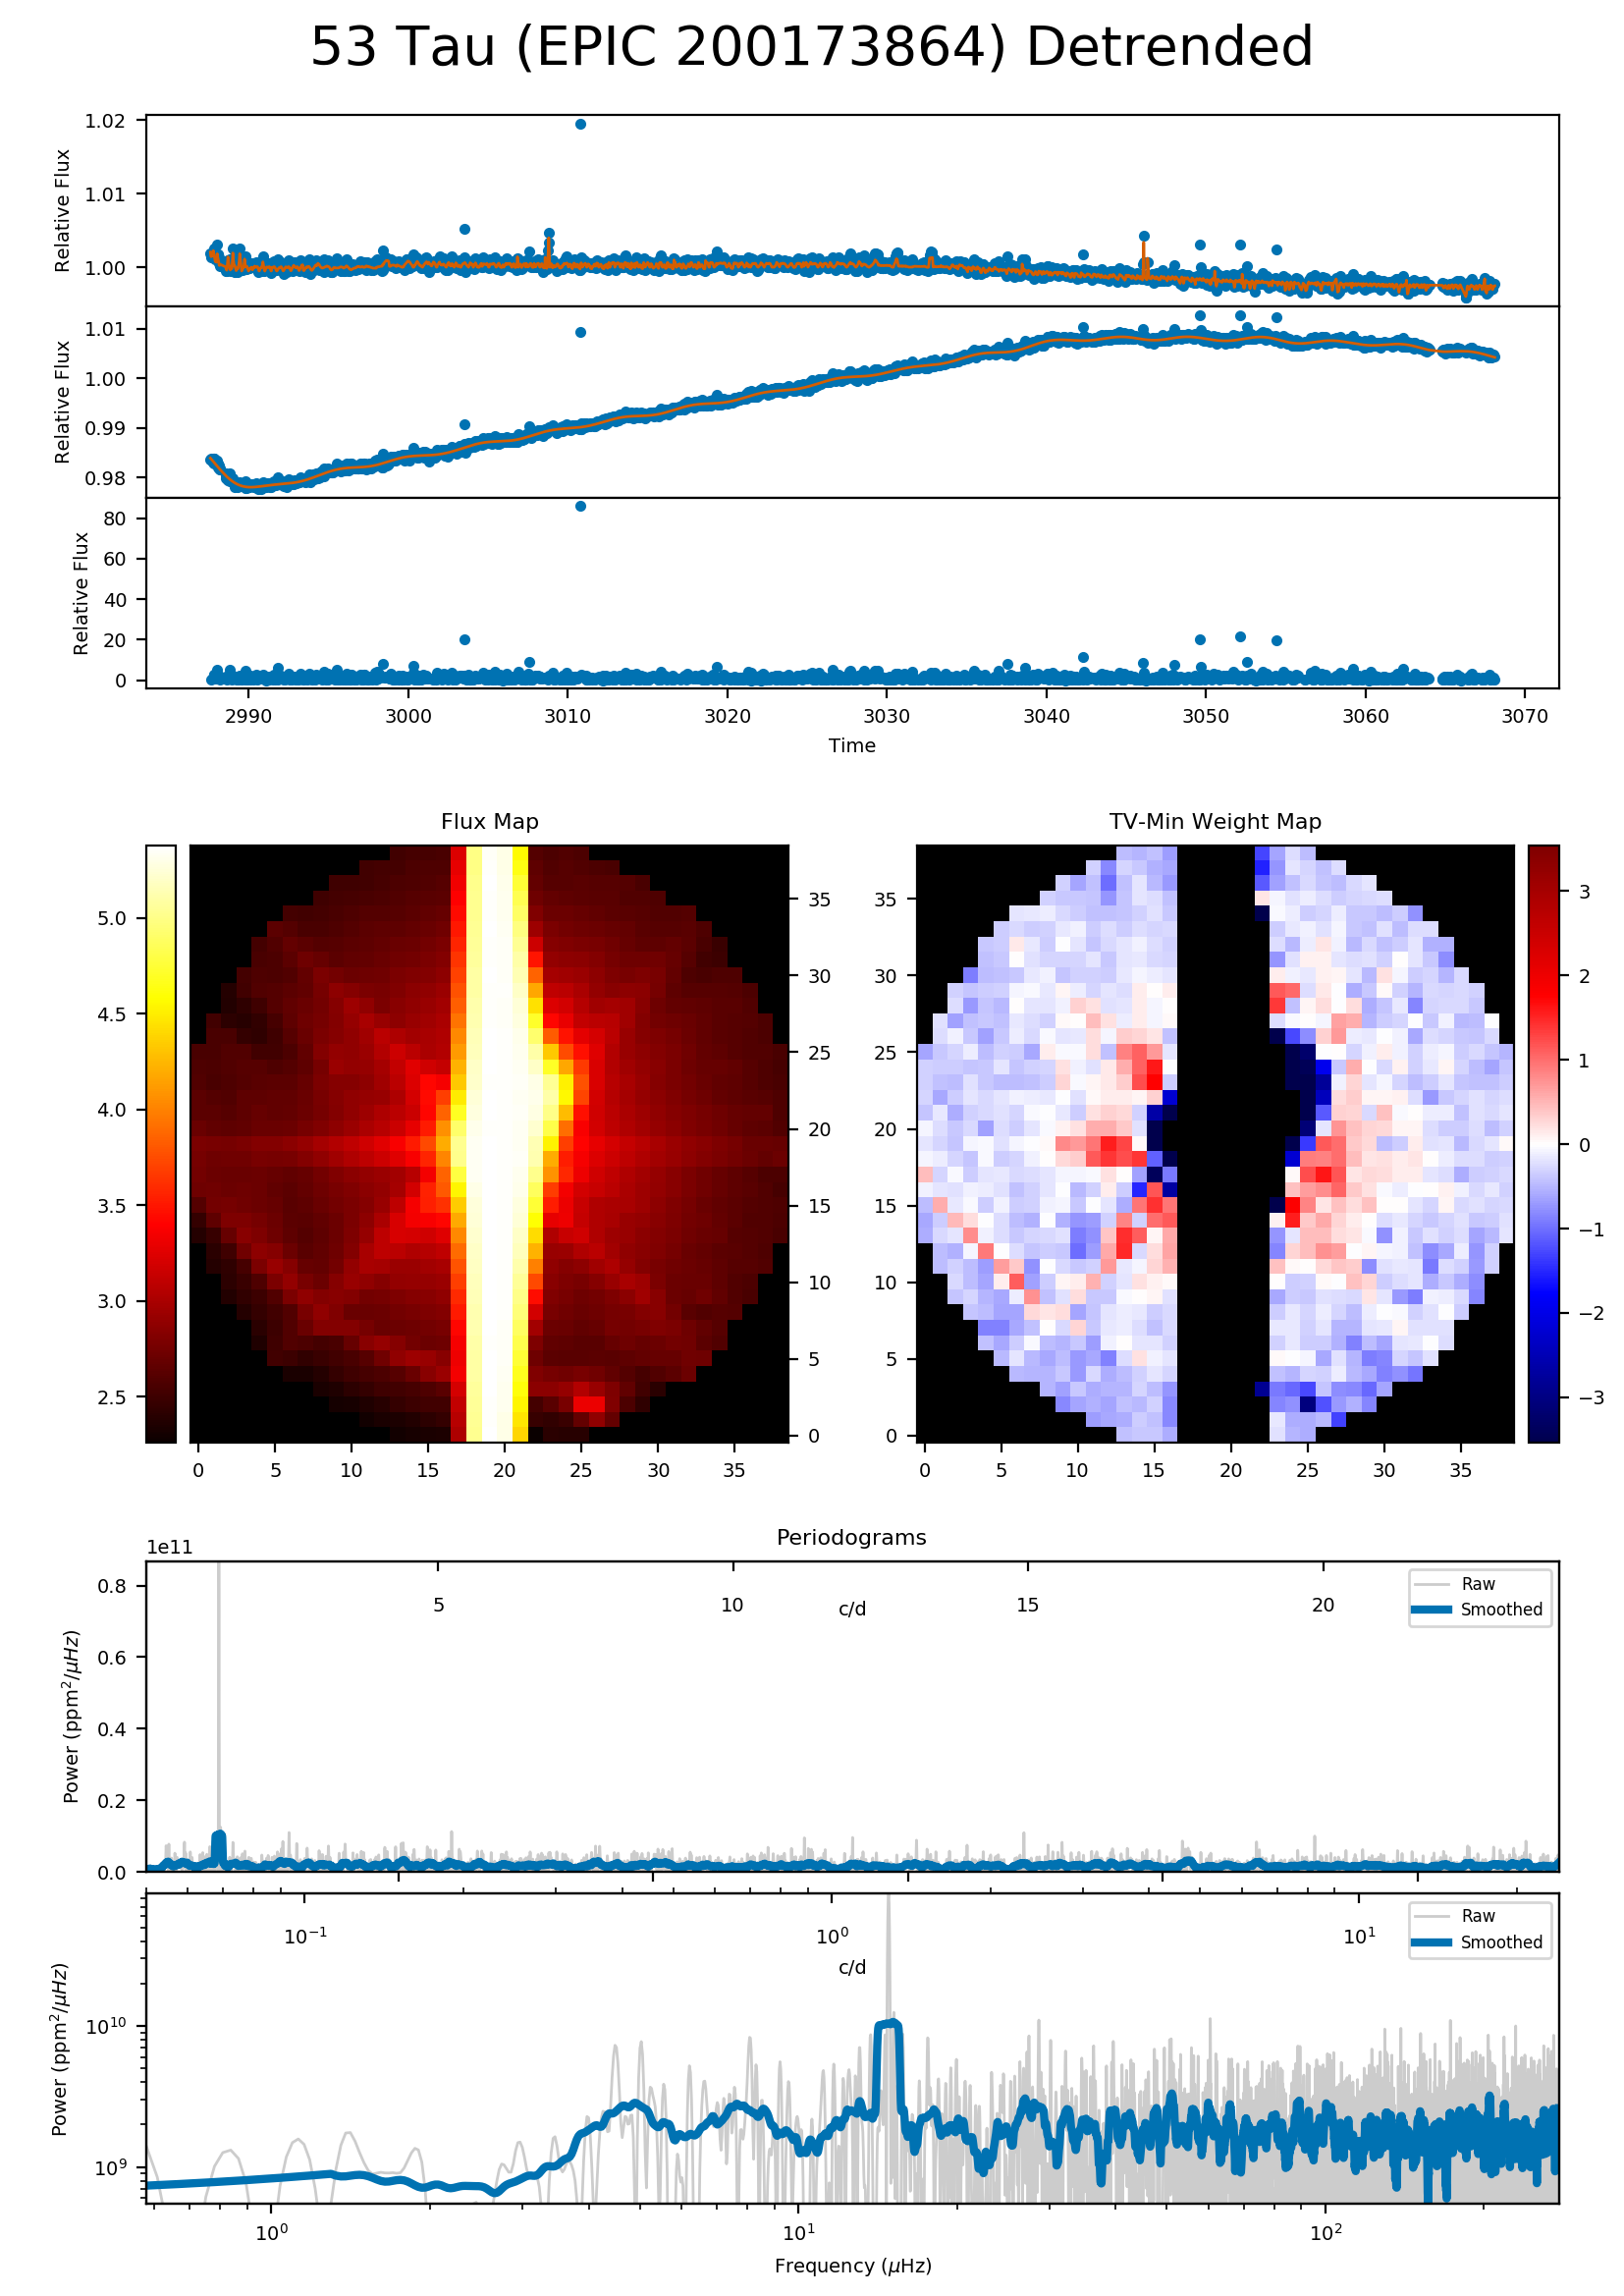 53 Tau (EPIC 200173864) Detrended
Relative Flux
1.02
1.01
1.00
Relative Flux
1.01
1.00
0.99
0.98
Relative Flux
80
60
40
20
0
2990 3000 3010 3020 3030 3040 3050 3060 3070
Time
Flux Map
5.0
4.5
4.0
3.5
3.0
2.5
35
30
25
20
15
10
5
0
0 5 10 15 20 25 30 35
TV-Min Weight Map
35
30
25
20
15
10
5
0
0 5 10 15 20 25 30 35
3
2
1
0
−1
−2
−3
Periodograms
1e11
Power (ppm²/μHz)
0.8
0.6
0.4
0.2
0.0
5 10 15 20
c/d
Raw
Smoothed
Power (ppm²/μHz)
10¹⁰
10⁹
10⁻¹ 10⁰ 10¹
c/d
Raw
Smoothed
10⁰ 10¹ 10²
Frequency (μHz)